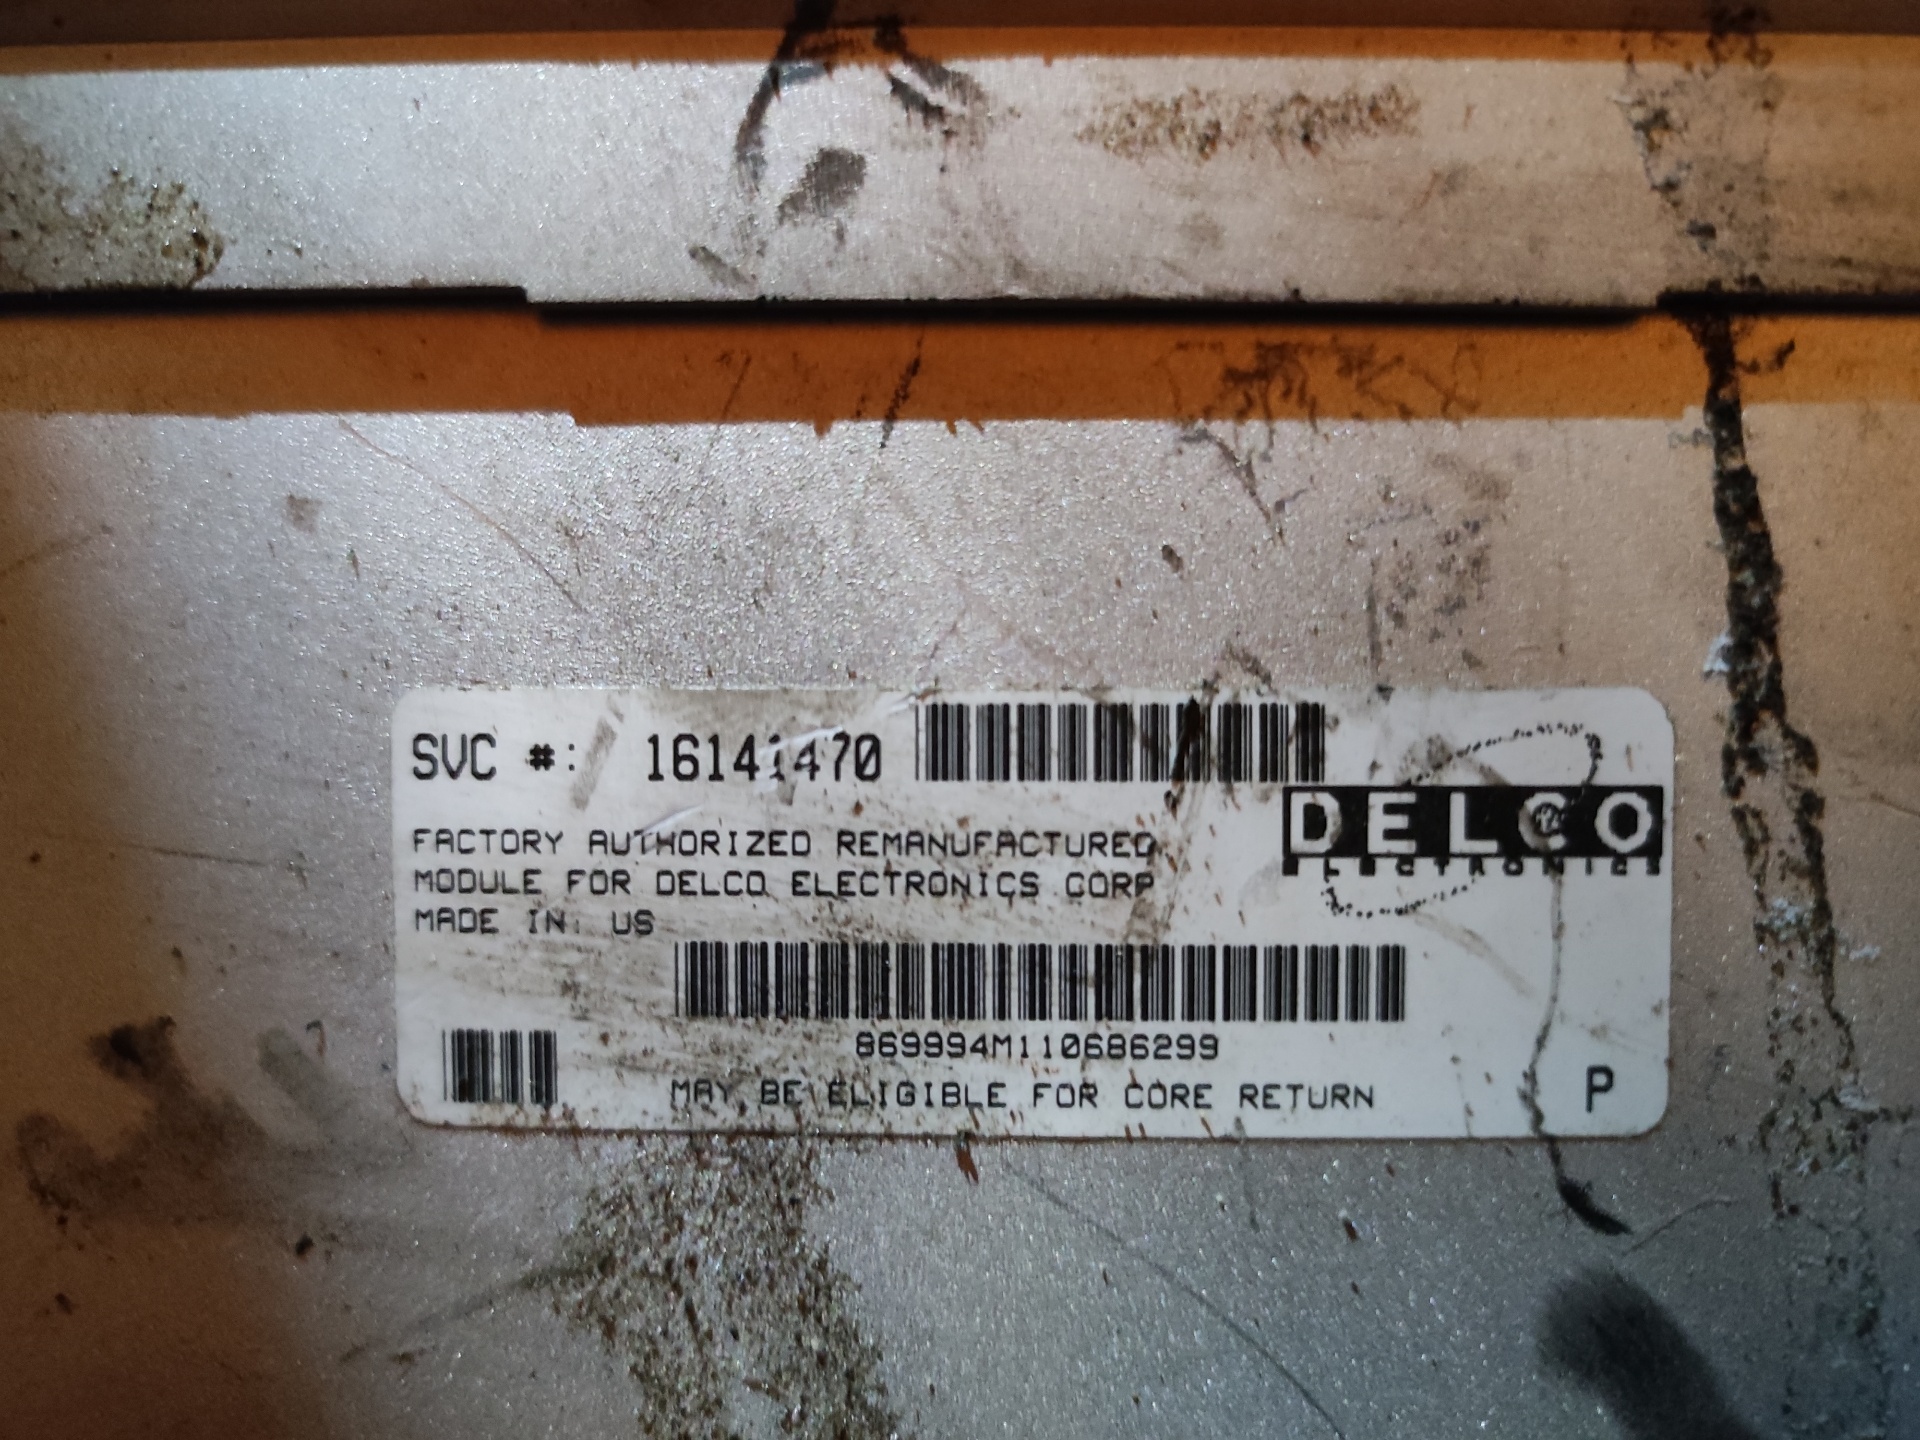 SVC #: 16141470
DELCO
ELECTRONICS
FACTORY AUTHORIZED REMANUFACTURED
MODULE FOR DELCO ELECTRONICS CORP
MADE IN: US
869994M110686299
MAY BE ELIGIBLE FOR CORE RETURN
P